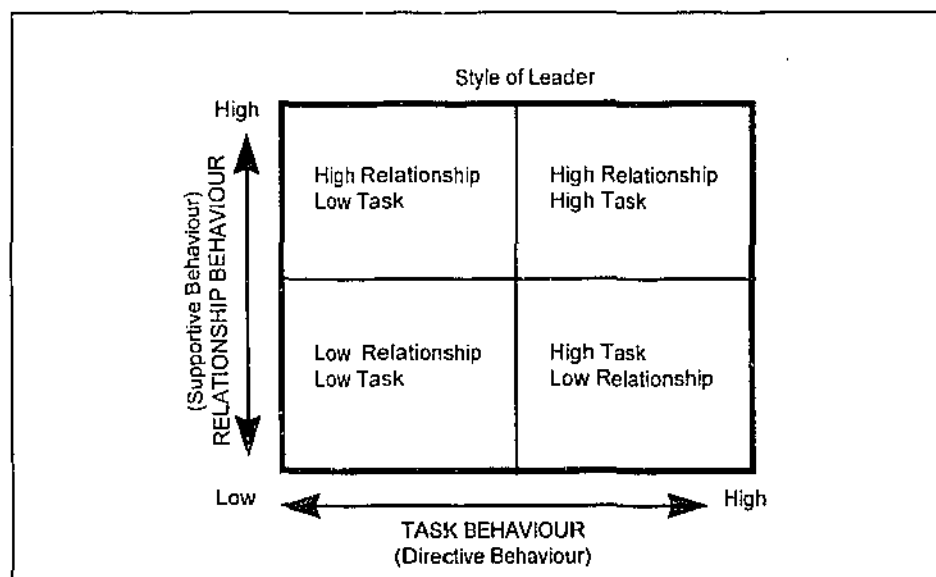 Style of Leader
High
(Supportive Behaviour)
RELATIONSHIP BEHAVIOUR
High Relationship
Low Task
High Relationship
High Task
Low Relationship
Low Task
High Task
Low Relationship
Low
High
TASK BEHAVIOUR
(Directive Behaviour)